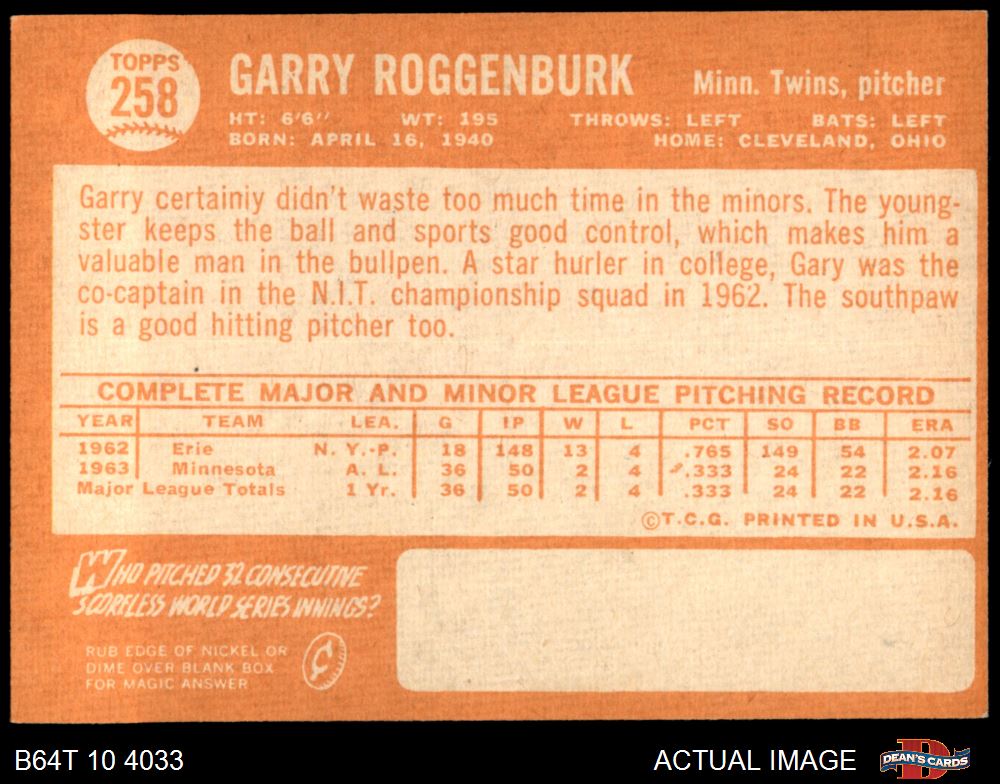 TOPPS
258
GARRY ROGGENBURK
Minn. Twins, pitcher
HT: 6'6" WT: 195 THROWS: LEFT BATS: LEFT
BORN: APRIL 16, 1940 HOME: CLEVELAND, OHIO
Garry certainiy didn't waste too much time in the minors. The young-
ster keeps the ball and sports good control, which makes him a
valuable man in the bullpen. A star hurler in college, Gary was the
co-captain in the N.I.T. championship squad in 1962. The southpaw
is a good hitting pitcher too.
COMPLETE MAJOR AND MINOR LEAGUE PITCHING RECORD
YEAR TEAM LEA. G IP W L PCT SO BB ERA
1962 Erie N. Y.-P. 18 148 13 4 .765 149 54 2.07
1963 Minnesota A. L. 36 50 2 4 .333 24 22 2.16
Major League Totals 1 Yr. 36 50 2 4 .333 24 22 2.16
©T.C.G. PRINTED IN U.S.A.
WHO PITCHED 32 CONSECUTIVE
SCORELESS WORLD SERIES INNINGS?
RUB EDGE OF NICKEL OR
DIME OVER BLANK BOX
FOR MAGIC ANSWER
¢
B64T 10 4033
ACTUAL IMAGE
DEAN'S CARDS